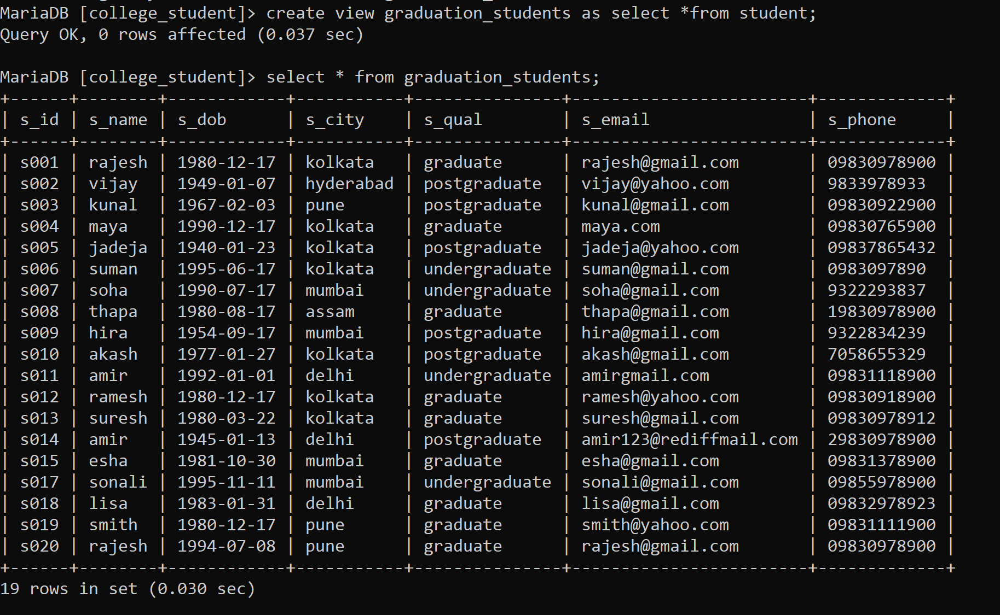 MariaDB [college_student]> create view graduation_students as select *from student;
Query OK, 0 rows affected (0.037 sec)
MariaDB [college_student]> select * from graduation_students;
+------+--------+------------+-----------+---------------+------------------------+-------------+
| s_id | s_name | s_dob      | s_city    | s_qual        | s_email                | s_phone     |
+------+--------+------------+-----------+---------------+------------------------+-------------+
| s001 | rajesh | 1980-12-17 | kolkata   | graduate      | rajesh@gmail.com       | 09830978900 |
| s002 | vijay  | 1949-01-07 | hyderabad | postgraduate  | vijay@yahoo.com        | 9833978933  |
| s003 | kunal  | 1967-02-03 | pune      | postgraduate  | kunal@gmail.com        | 09830922900 |
| s004 | maya   | 1990-12-17 | kolkata   | graduate      | maya.com               | 09830765900 |
| s005 | jadeja | 1940-01-23 | kolkata   | postgraduate  | jadeja@yahoo.com       | 09837865432 |
| s006 | suman  | 1995-06-17 | kolkata   | undergraduate | suman@gmail.com        | 0983097890  |
| s007 | soha   | 1990-07-17 | mumbai    | undergraduate | soha@gmail.com         | 9322293837  |
| s008 | thapa  | 1980-08-17 | assam     | graduate      | thapa@gmail.com        | 19830978900 |
| s009 | hira   | 1954-09-17 | mumbai    | postgraduate  | hira@gmail.com         | 9322834239  |
| s010 | akash  | 1977-01-27 | kolkata   | postgraduate  | akash@gmail.com        | 7058655329  |
| s011 | amir   | 1992-01-01 | delhi     | undergraduate | amirgmail.com          | 09831118900 |
| s012 | ramesh | 1980-12-17 | kolkata   | graduate      | ramesh@yahoo.com       | 09830918900 |
| s013 | suresh | 1980-03-22 | kolkata   | graduate      | suresh@gmail.com       | 09830978912 |
| s014 | amir   | 1945-01-13 | delhi     | postgraduate  | amir123@rediffmail.com | 29830978900 |
| s015 | esha   | 1981-10-30 | mumbai    | graduate      | esha@gmail.com         | 09831378900 |
| s017 | sonali | 1995-11-11 | mumbai    | undergraduate | sonali@gmail.com       | 09855978900 |
| s018 | lisa   | 1983-01-31 | delhi     | graduate      | lisa@gmail.com         | 09832978923 |
| s019 | smith  | 1980-12-17 | pune      | graduate      | smith@yahoo.com        | 09831111900 |
| s020 | rajesh | 1994-07-08 | pune      | graduate      | rajesh@gmail.com       | 09830978900 |
+------+--------+------------+-----------+---------------+------------------------+-------------+
19 rows in set (0.030 sec)